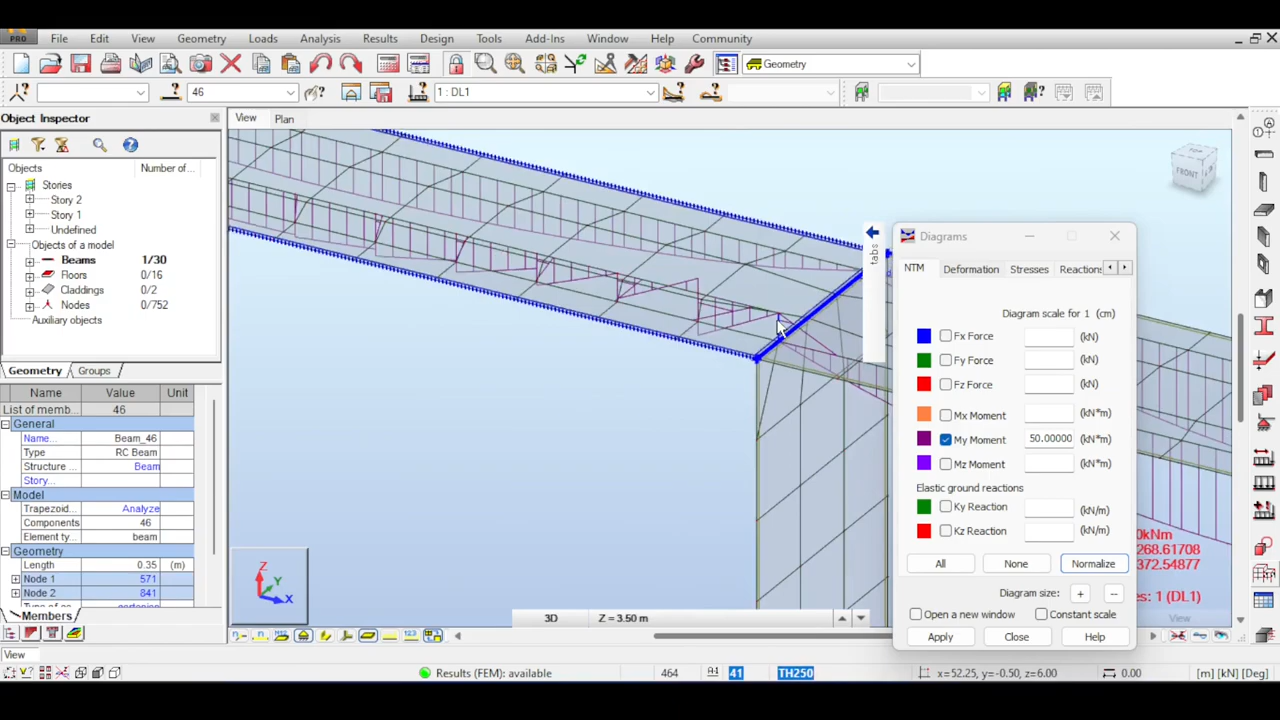 PRO File Edit View Geometry Loads Analysis Results Design Tools Add-Ins Window Help Community
Geometry
46 1 : DL1
Object Inspector
View Plan
Objects Number of...
Stories
Story 2
Story 1
Undefined
Objects of a model
Beams 1/30
Floors 0/16
Claddings 0/2
Nodes 0/752
Auxiliary objects
Geometry Groups
Name Value Unit
List of memb... 46
General
Name... Beam_46
Type RC Beam
Structure ... Beam
Story...
Model
Trapezoid... Analyze
Components 46
Element ty... beam
Geometry
Length 0.35 (m)
Node 1 571
Node 2 841
Members
TOP
FRONT
tabs
Diagrams
NTM Deformation Stresses Reactions
Diagram scale for 1 (cm)
Fx Force (kN)
Fy Force (kN)
Fz Force (kN)
Mx Moment (kN*m)
My Moment 50.00000 (kN*m)
Mz Moment (kN*m)
Elastic ground reactions
Ky Reaction (kN/m)
Kz Reaction (kN/m)
All None Normalize
Diagram size: + --
Open a new window Constant scale
Apply Close Help
0kNm
268.61708
372.54877
es: 1 (DL1)
View
Z
Y
X
3D Z = 3.50 m
View
Results (FEM): available 464 41 TH250 x=52.25, y=-0.50, z=6.00 0.00 [m] [kN] [Deg]